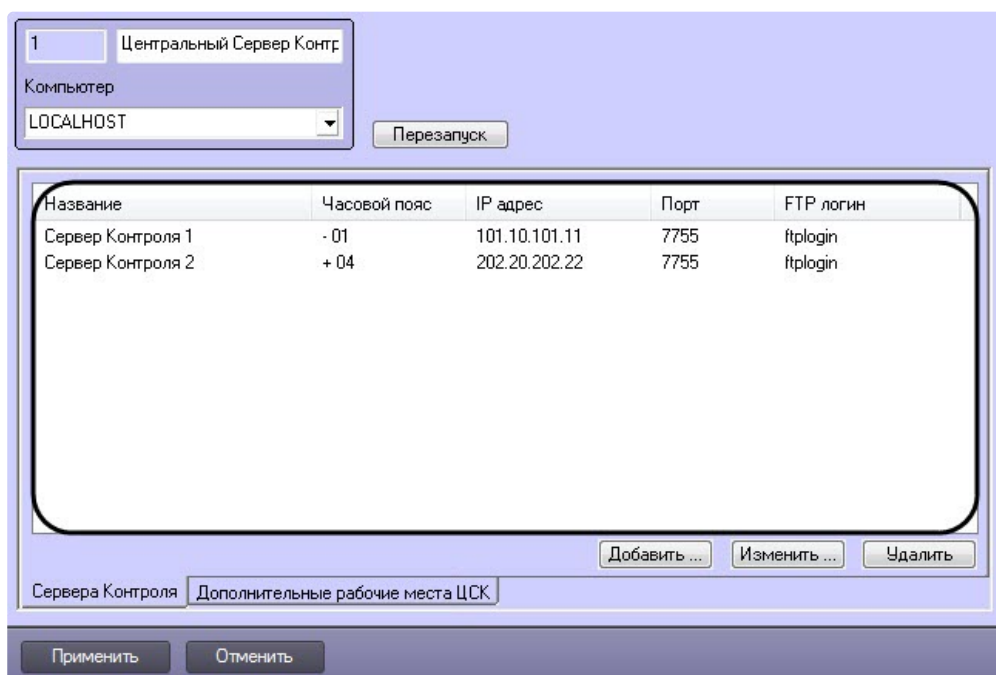 1 Центральный Сервер Контр
Компьютер
LOCALHOST
Перезапуск
Название Часовой пояс IP адрес Порт FTP логин
Сервер Контроля 1 - 01 101.10.101.11 7755 ftplogin
Сервер Контроля 2 + 04 202.20.202.22 7755 ftplogin
Добавить ... Изменить ... Удалить
Сервера Контроля Дополнительные рабочие места ЦСК
Применить Отменить